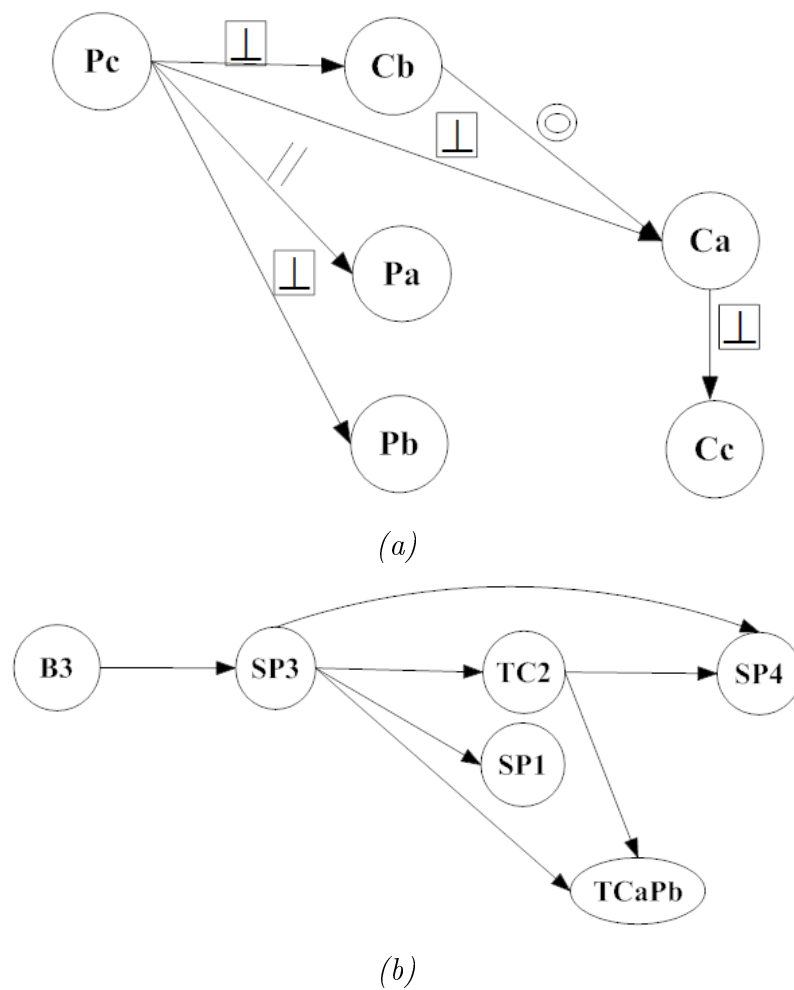 Pc
⊥
Cb
⊥
◎
//
Pa
⊥
Ca
⊥
Pb
Cc
(a)
B3
SP3
TC2
SP4
SP1
TCaPb
(b)